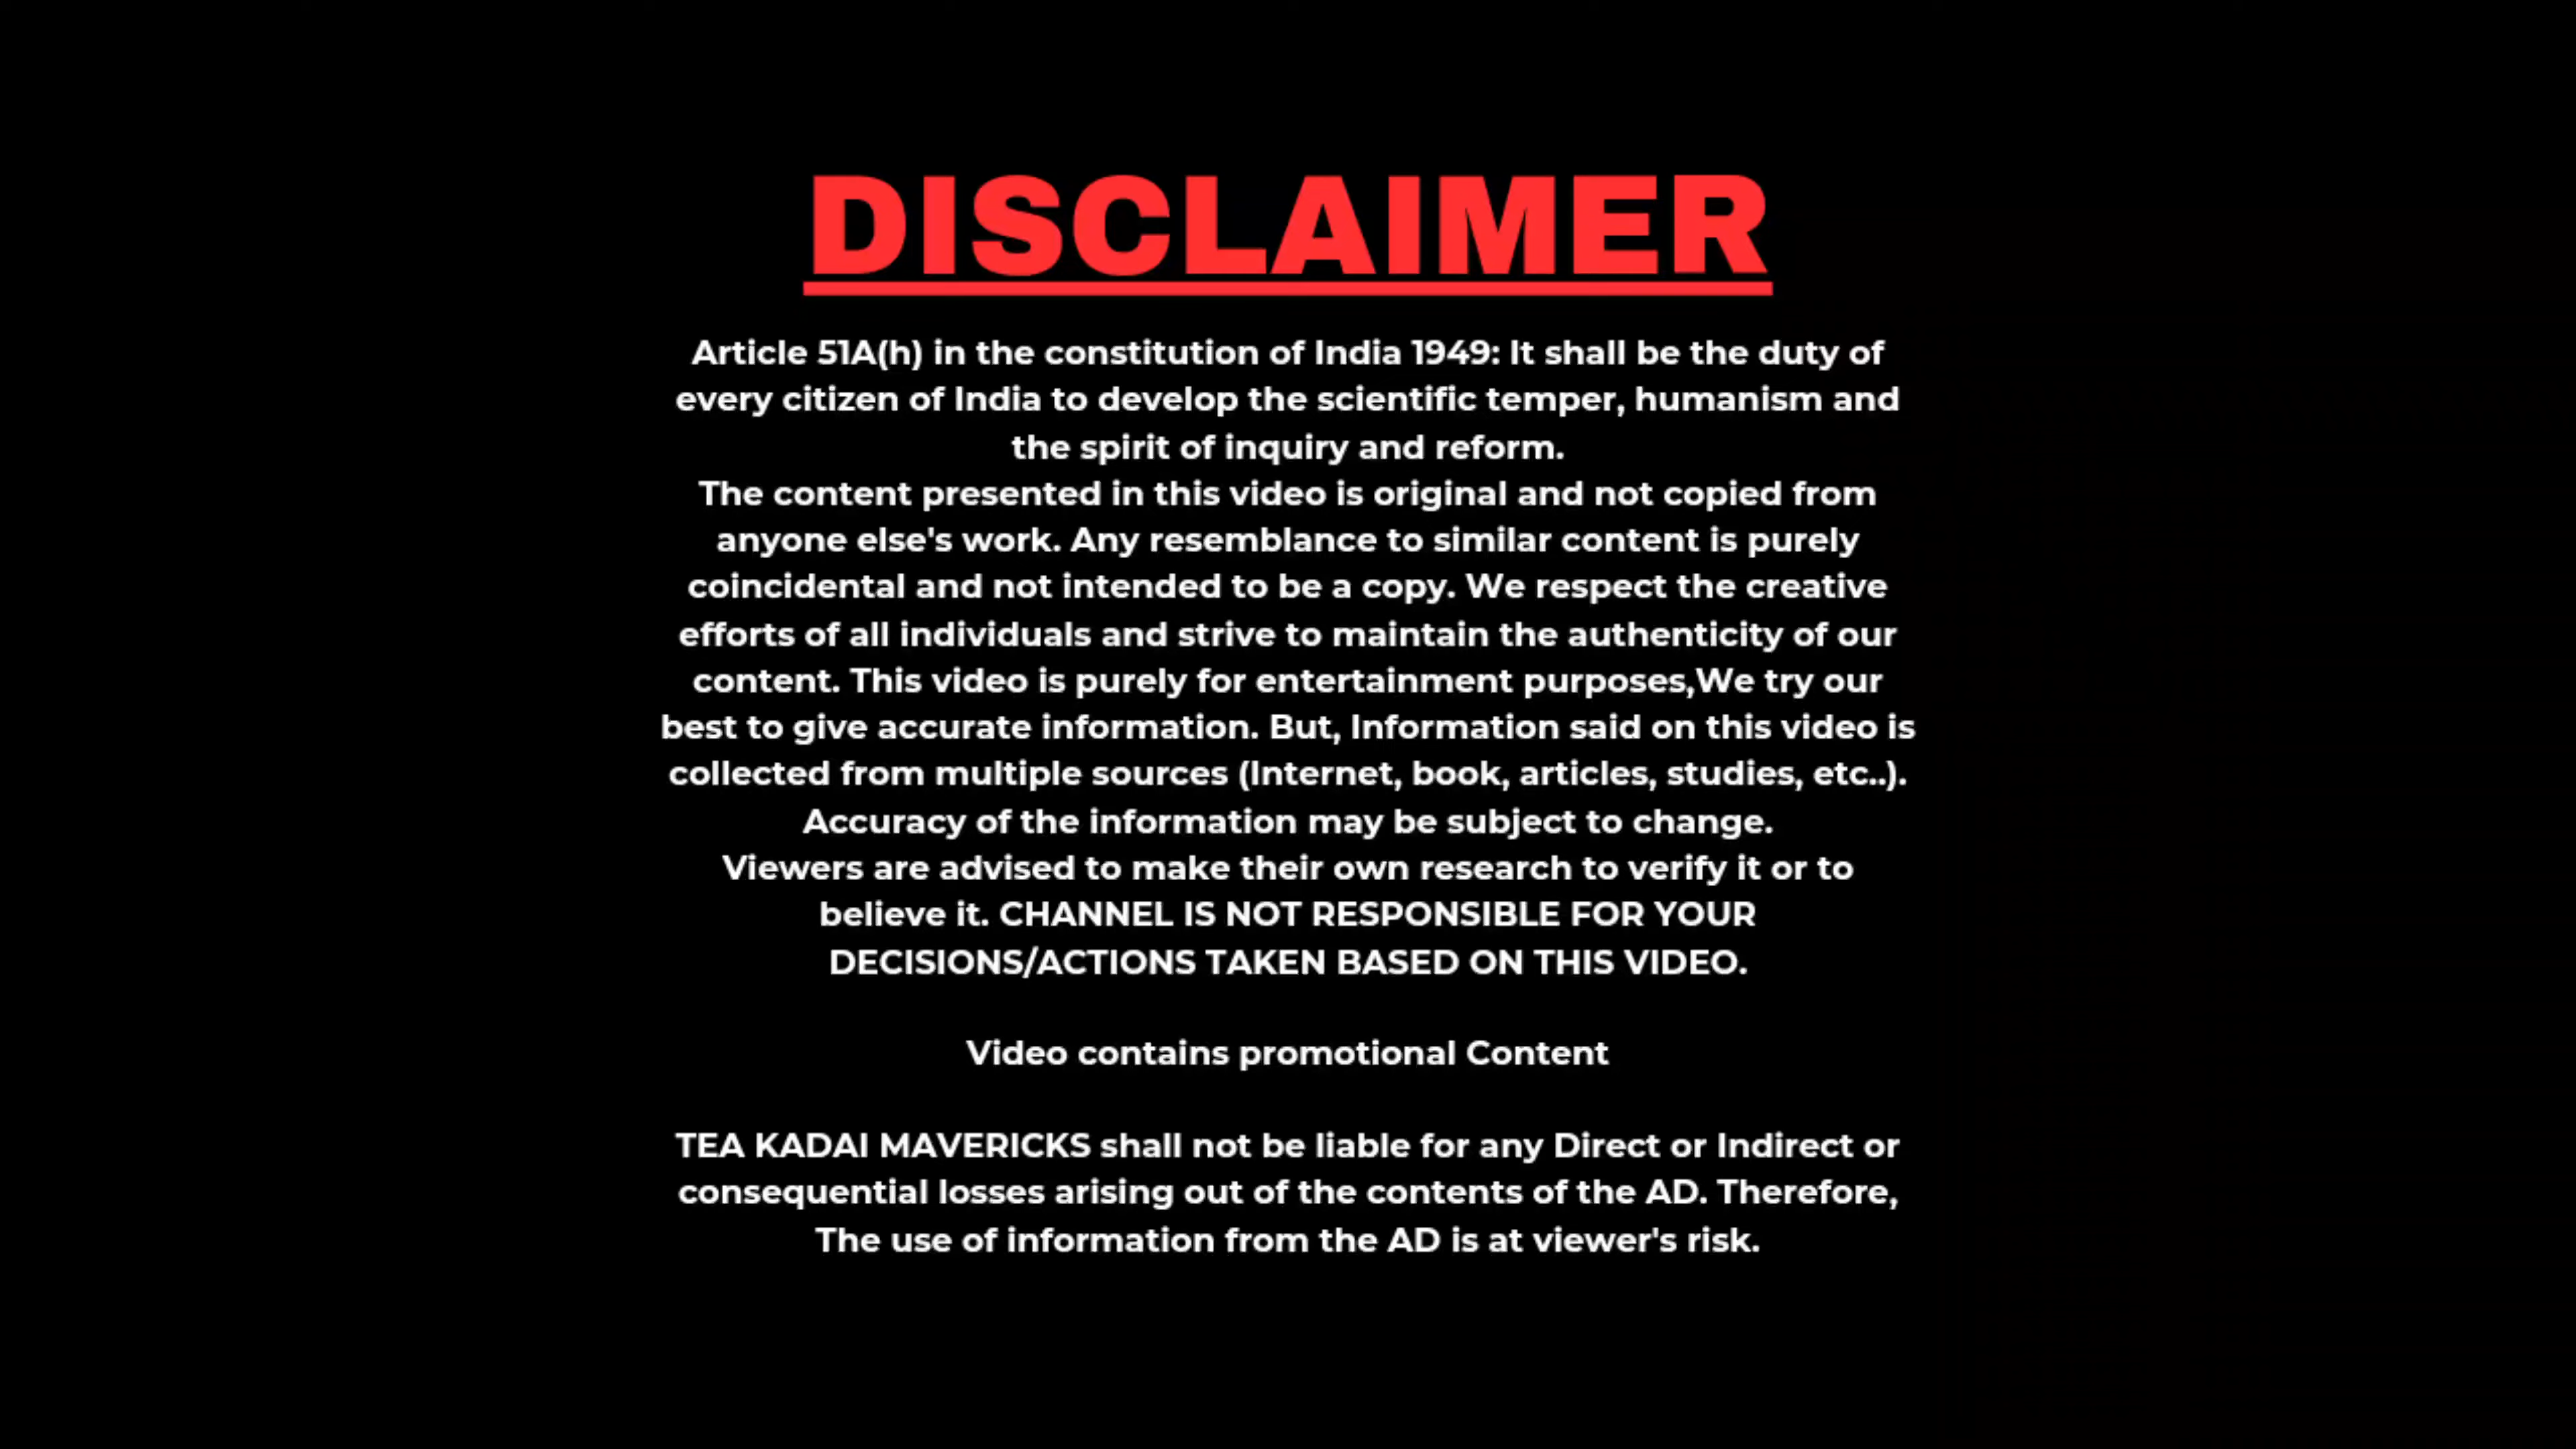 DISCLAIMER
Article 51A(h) in the constitution of India 1949: It shall be the duty of
every citizen of India to develop the scientific temper, humanism and
the spirit of inquiry and reform.
The content presented in this video is original and not copied from
anyone else's work. Any resemblance to similar content is purely
coincidental and not intended to be a copy. We respect the creative
efforts of all individuals and strive to maintain the authenticity of our
content. This video is purely for entertainment purposes,We try our
best to give accurate information. But, Information said on this video is
collected from multiple sources (Internet, book, articles, studies, etc..).
Accuracy of the information may be subject to change.
Viewers are advised to make their own research to verify it or to
believe it. CHANNEL IS NOT RESPONSIBLE FOR YOUR
DECISIONS/ACTIONS TAKEN BASED ON THIS VIDEO.
Video contains promotional Content
TEA KADAI MAVERICKS shall not be liable for any Direct or Indirect or
consequential losses arising out of the contents of the AD. Therefore,
The use of information from the AD is at viewer's risk.